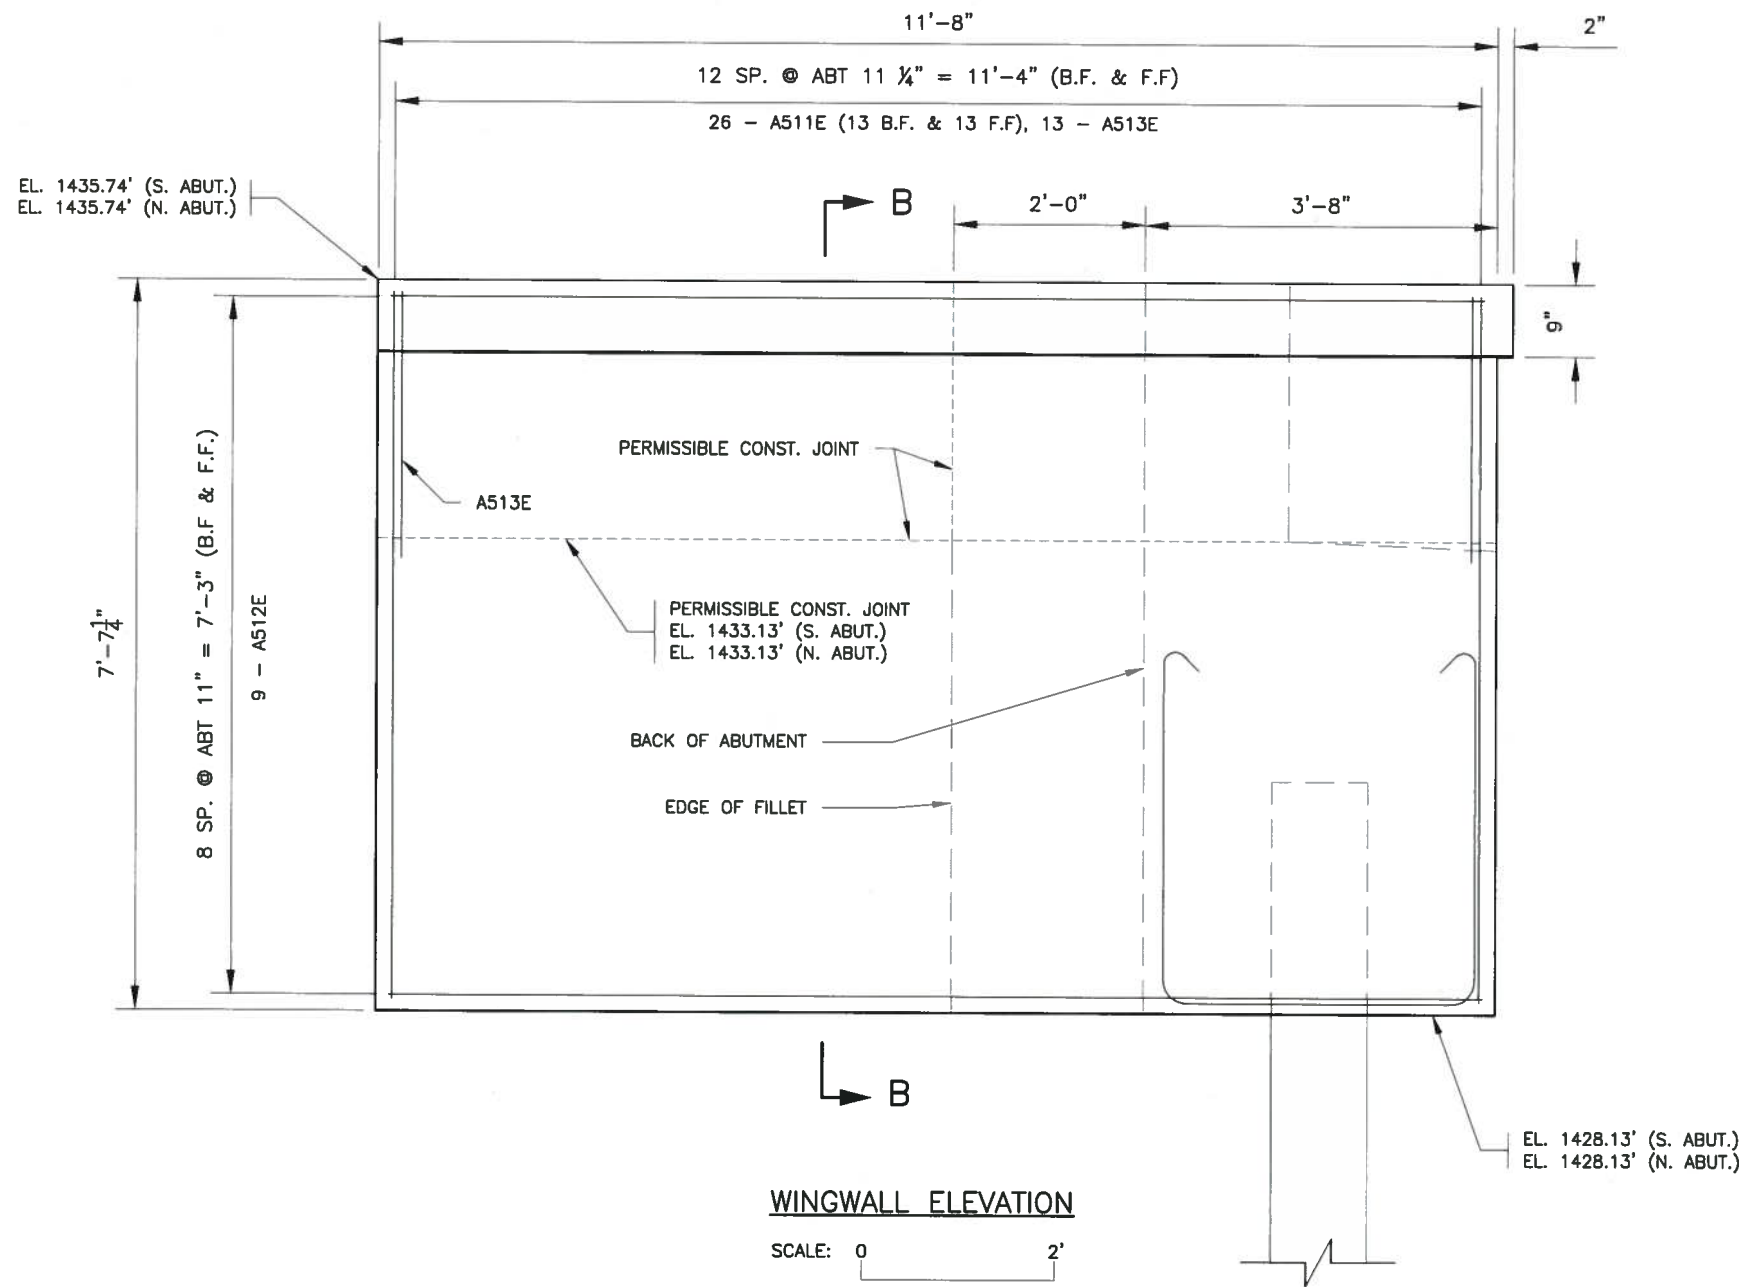 11'-8"
2"
12 SP. @ ABT 11 ¼" = 11'-4" (B.F. & F.F)
26 - A511E (13 B.F. & 13 F.F), 13 - A513E
EL. 1435.74' (S. ABUT.)
EL. 1435.74' (N. ABUT.)
B
2'-0"
3'-8"
9"
PERMISSIBLE CONST. JOINT
A513E
8 SP. @ ABT 11" = 7'-3" (B.F & F.F.)
9 - A512E
7'-7¼"
PERMISSIBLE CONST. JOINT
EL. 1433.13' (S. ABUT.)
EL. 1433.13' (N. ABUT.)
BACK OF ABUTMENT
EDGE OF FILLET
B
EL. 1428.13' (S. ABUT.)
EL. 1428.13' (N. ABUT.)
WINGWALL ELEVATION
SCALE: 0 2'